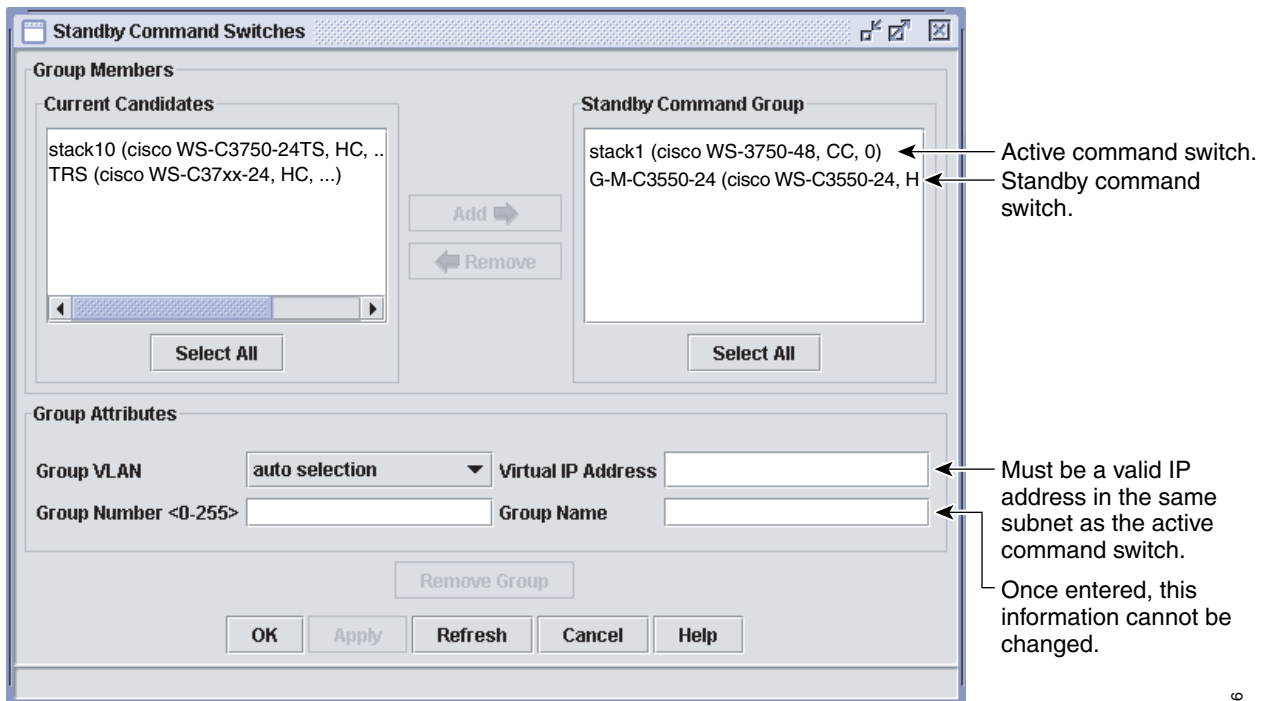 Standby Command Switches
Group Members
Current Candidates
stack10 (cisco WS-C3750-24TS, HC, ..
TRS (cisco WS-C37xx-24, HC, ...)
Select All
Add
Remove
Standby Command Group
stack1 (cisco WS-3750-48, CC, 0)
G-M-C3550-24 (cisco WS-C3550-24, H
Select All
Active command switch.
Standby command
switch.
Group Attributes
Group VLAN
auto selection
Virtual IP Address
Group Number <0-255>
Group Name
Must be a valid IP
address in the same
subnet as the active
command switch.
Once entered, this
information cannot be
changed.
Remove Group
OK
Apply
Refresh
Cancel
Help